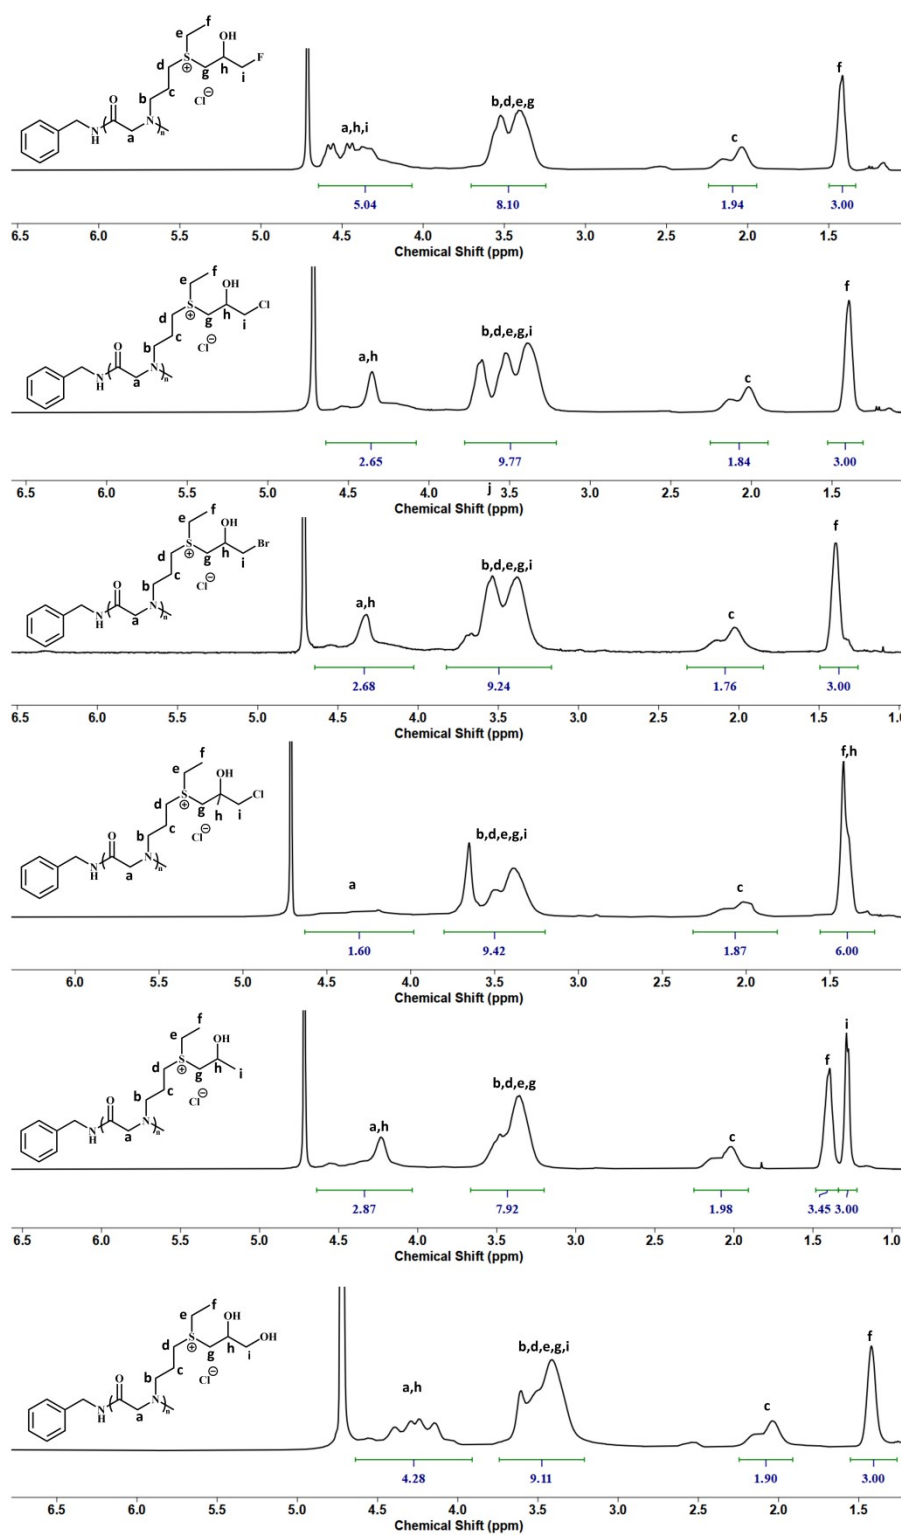 f
e
OH
F
S
⊕
d
g
h
i
c
Cl⊖
b
O
N
H
N
n
a
a,h,i
b,d,e,g
c
f
5.04
8.10
1.94
3.00
6.5 6.0 5.5 5.0 4.5 4.0 3.5 3.0 2.5 2.0 1.5
Chemical Shift (ppm)
f
e
OH
Cl
S
⊕
d
g
h
i
c
Cl⊖
b
O
N
H
N
n
a
a,h
b,d,e,g,i
c
f
2.65
9.77
1.84
3.00
6.5 6.0 5.5 5.0 4.5 4.0 3.5 3.0 2.5 2.0 1.5
j
Chemical Shift (ppm)
f
e
OH
Br
S
⊕
d
g
h
i
c
Cl⊖
b
O
N
H
N
n
a
a,h
b,d,e,g,i
c
f
2.68
9.24
1.76
3.00
6.5 6.0 5.5 5.0 4.5 4.0 3.5 3.0 2.5 2.0 1.5 1.0
Chemical Shift (ppm)
f
e
OH
Cl
S
⊕
d
g
h
i
c
Cl⊖
b
O
N
H
N
n
a
a
b,d,e,g,i
c
f,h
1.60
9.42
1.87
6.00
6.0 5.5 5.0 4.5 4.0 3.5 3.0 2.5 2.0 1.5
Chemical Shift (ppm)
f
e
OH
S
⊕
d
g
h
i
c
Cl⊖
b
O
N
H
N
n
a
a,h
b,d,e,g
c
f
i
2.87
7.92
1.98
3.45
3.00
6.5 6.0 5.5 5.0 4.5 4.0 3.5 3.0 2.5 2.0 1.5 1.0
Chemical Shift (ppm)
f
e
OH
OH
S
⊕
d
g
h
i
c
Cl⊖
b
O
N
H
N
n
a
a,h
b,d,e,g,i
c
f
4.28
9.11
1.90
3.00
6.5 6.0 5.5 5.0 4.5 4.0 3.5 3.0 2.5 2.0 1.5
Chemical Shift (ppm)